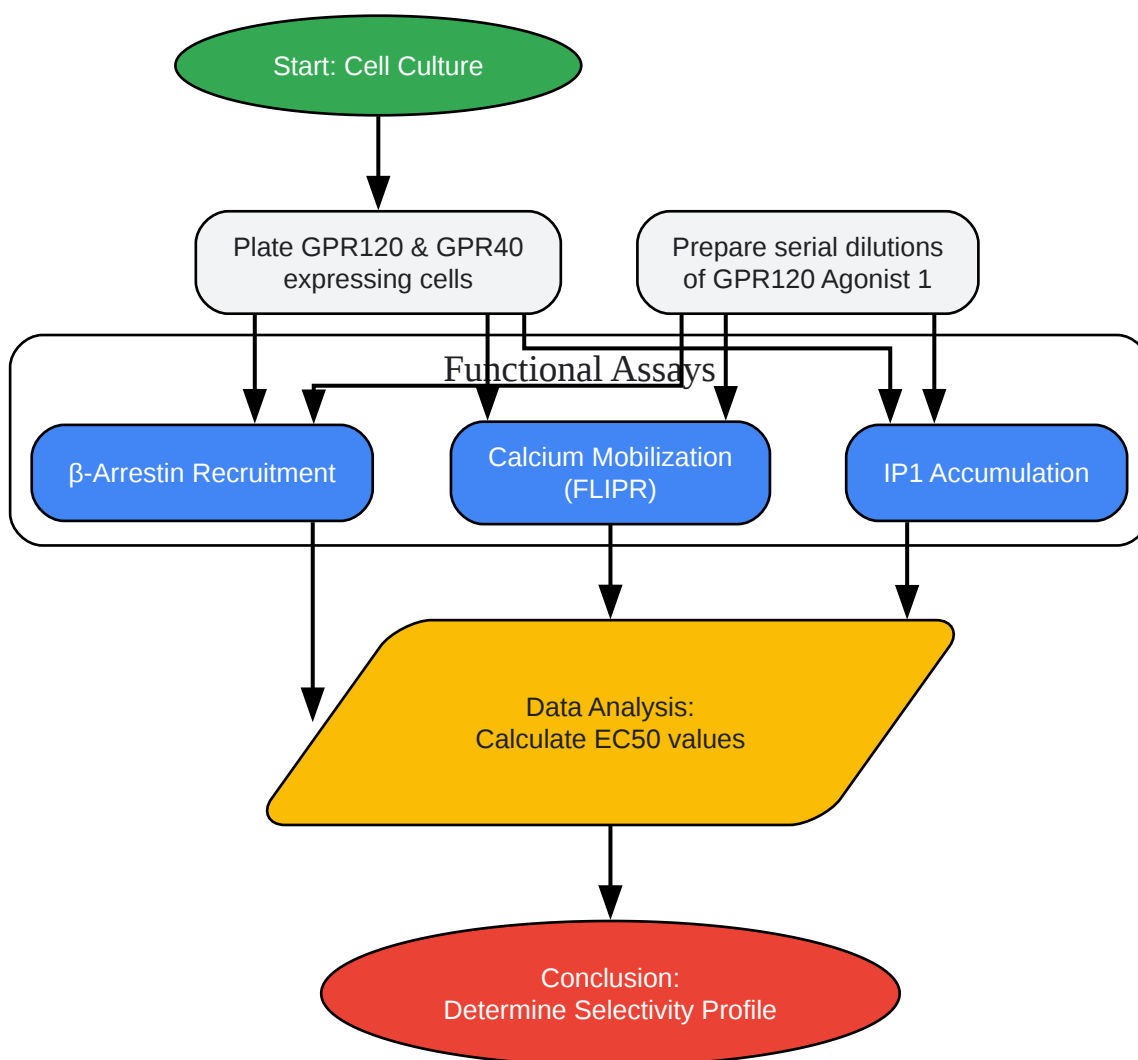 Start: Cell Culture
Plate GPR120 & GPR40
expressing cells
Prepare serial dilutions
of GPR120 Agonist 1
Functional Assays
β-Arrestin Recruitment
Calcium Mobilization
(FLIPR)
IP1 Accumulation
Data Analysis:
Calculate EC50 values
Conclusion:
Determine Selectivity Profile